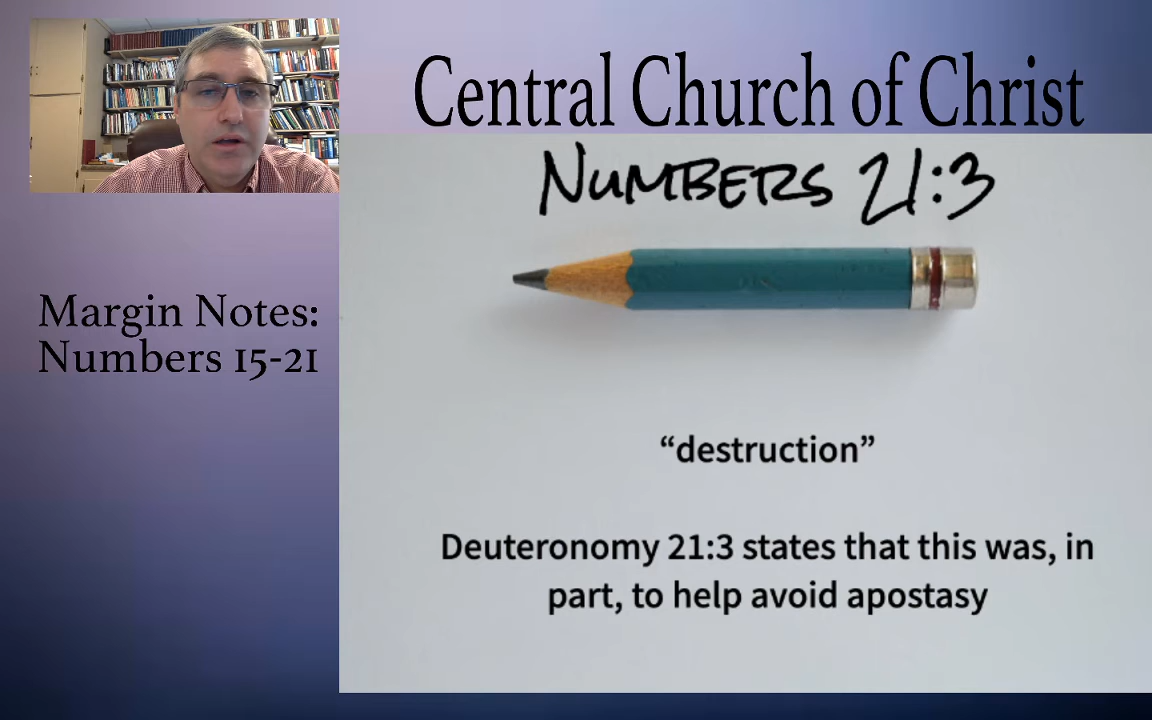 Central Church of Christ
NUMBERS 21:3
Margin Notes:
Numbers 15-21
“destruction”
Deuteronomy 21:3 states that this was, in
part, to help avoid apostasy